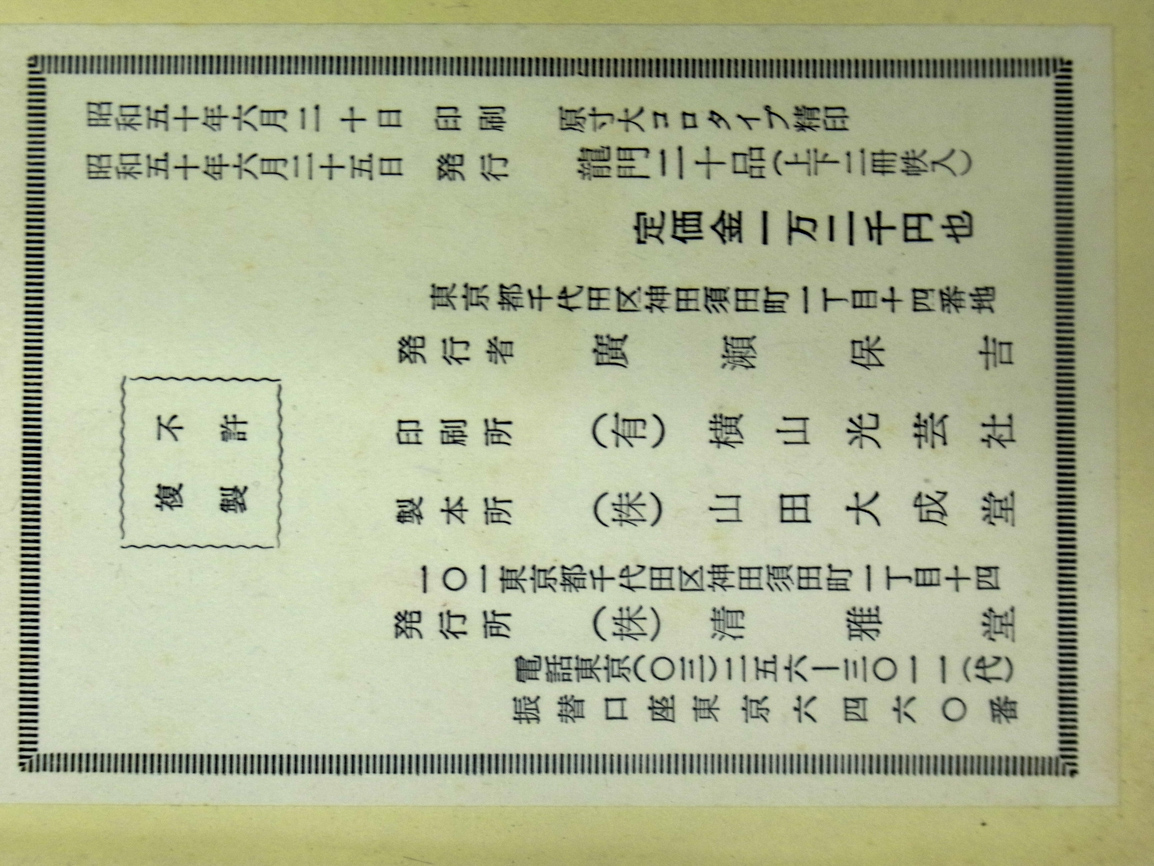 昭和五十年六月二十日 印刷
原寸大コロタイプ精印
昭和五十年六月二十五日 発行
龍門二十品(上下二冊帙入)
定価金一万二千円也
東京都千代田区神田須田町一丁目十四番地
発行者 廣瀬保吉
不許
複製
印刷所 (有)横山光芸社
製本所 (株)山田大成堂
一〇一東京都千代田区神田須田町一丁目十四
発行所 (株)清雅堂
電話東京(〇三)二五六ー三〇一一(代)
振替口座東京六四六〇番